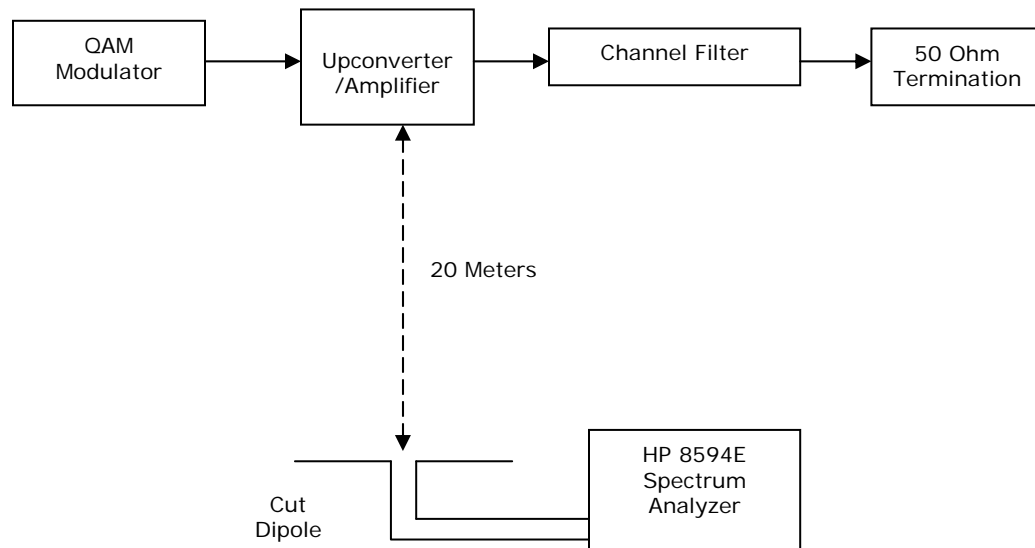 QAM
Modulator
Upconverter
/Amplifier
Channel Filter
50 Ohm
Termination
20 Meters
Cut
Dipole
HP 8594E
Spectrum
Analyzer